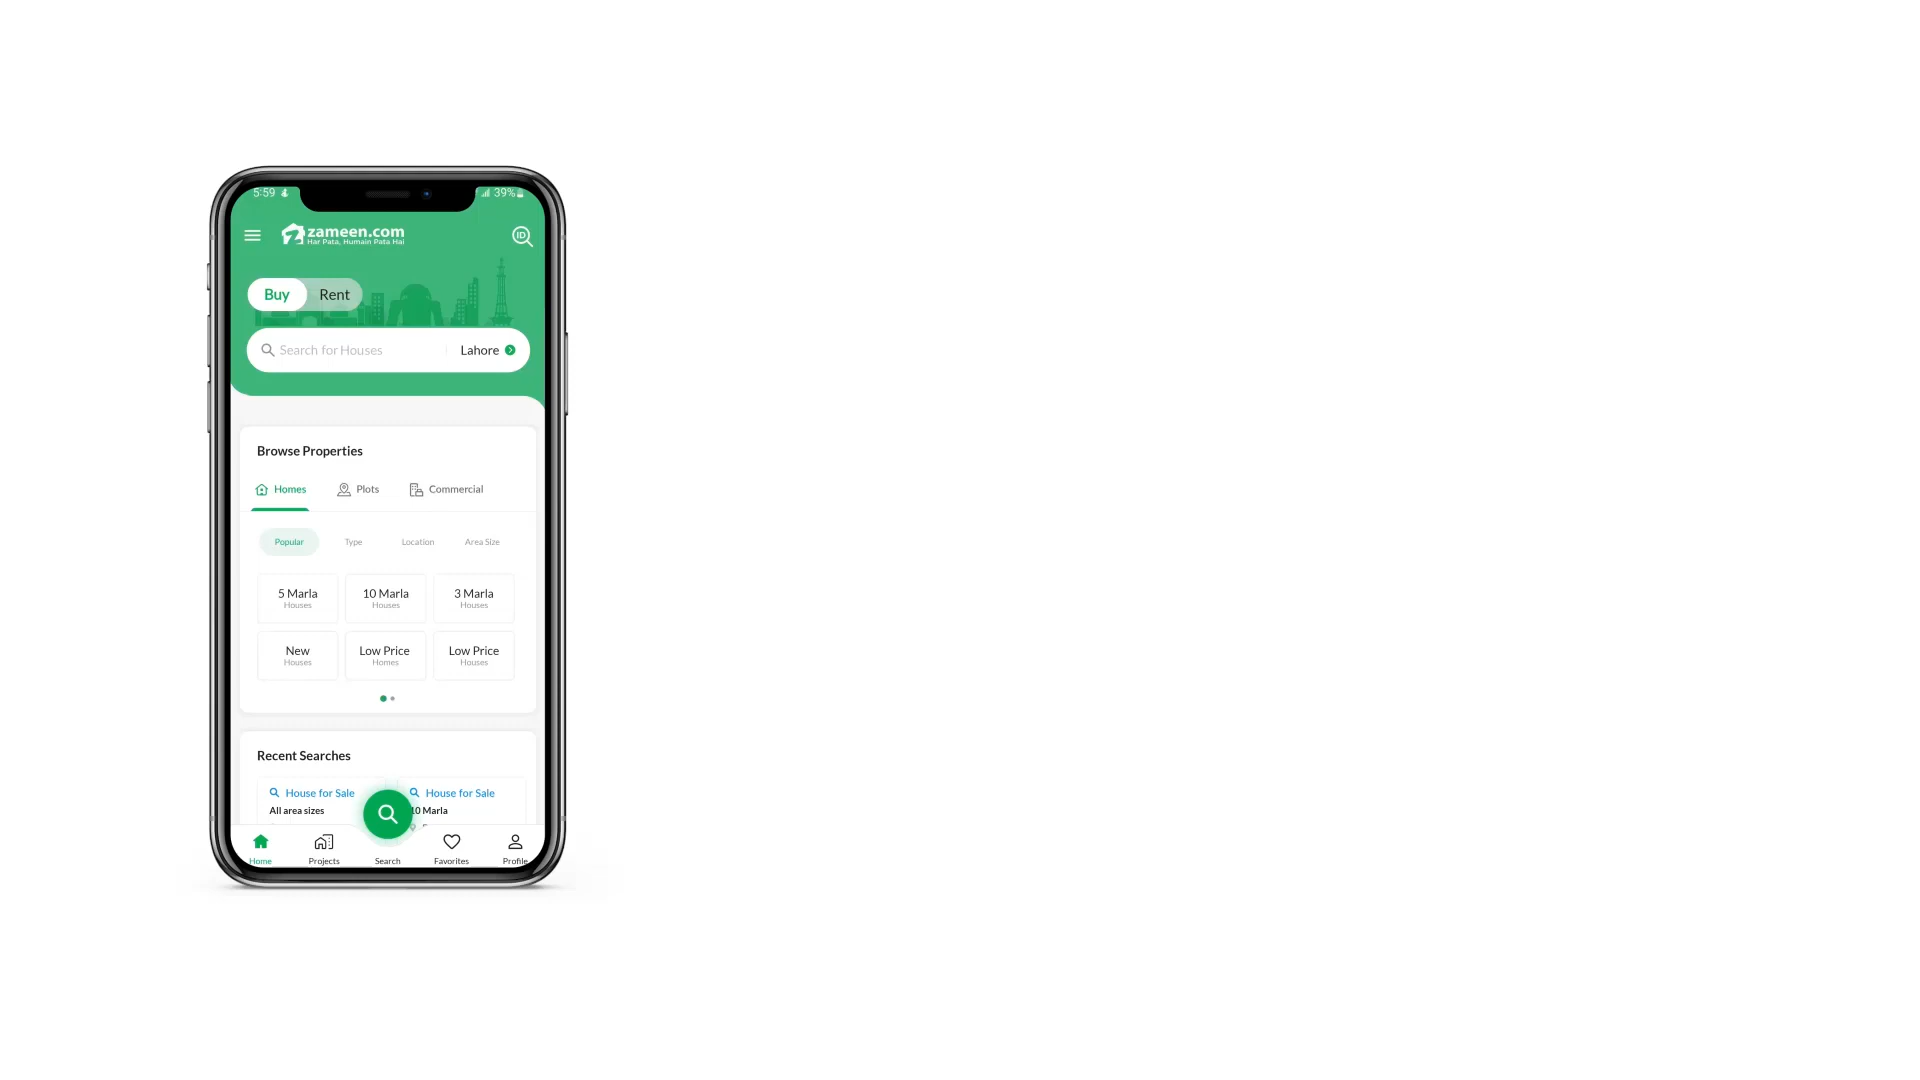 5:59
39%
zameen.com
Har Pata, Humain Pata Hai
ID
Buy Rent
Search for Houses Lahore
Browse Properties
Homes Plots Commercial
Popular Type Location Area Size
5 Marla 10 Marla 3 Marla
Houses Houses Houses
New Low Price Low Price
Houses Homes Houses
Recent Searches
House for Sale House for Sale
All area sizes 10 Marla
Home Projects Search Favorites Profile